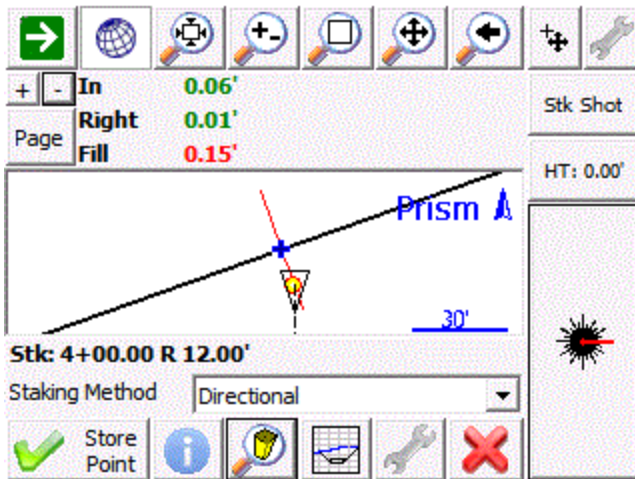 + - In 0.06'
Right 0.01'
Page
Fill 0.15'
Stk Shot
HT: 0.00'
Prism
30'
Stk: 4+00.00 R 12.00'
Staking Method Directional
Store
Point